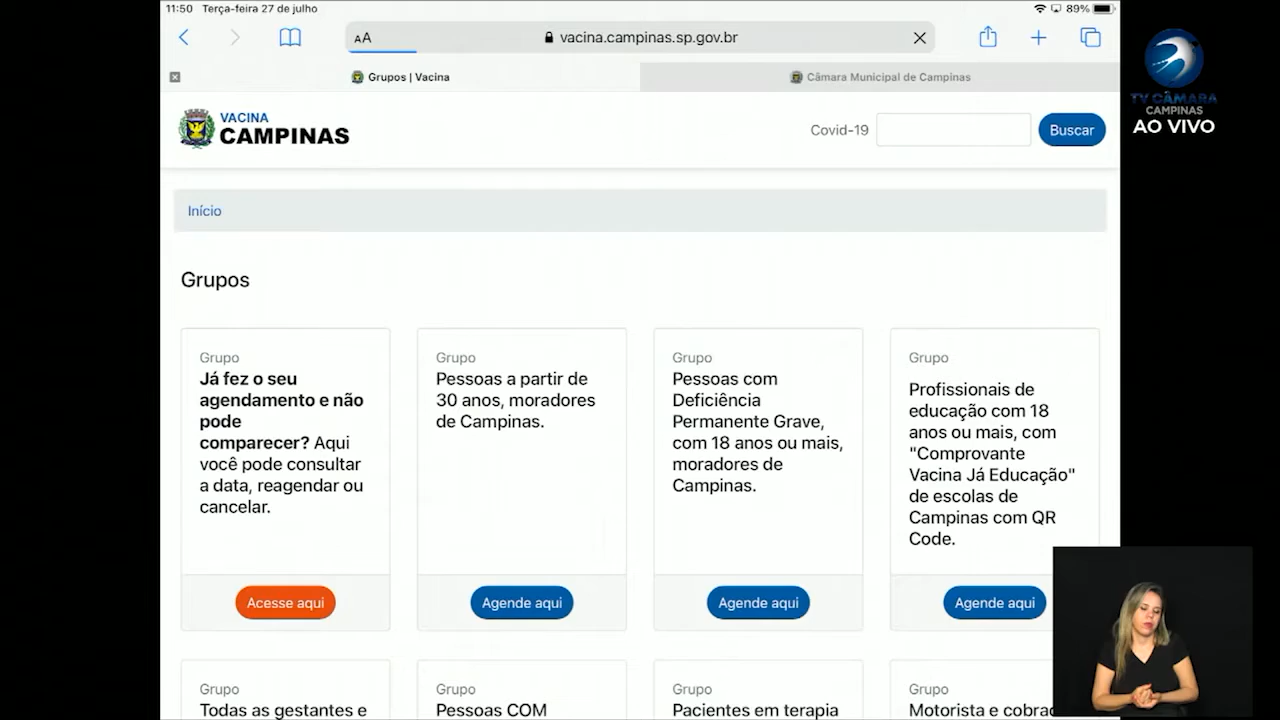 11:50 Terça-feira 27 de julho
89%
AA
vacina.campinas.sp.gov.br
Grupos | Vacina
Câmara Municipal de Campinas
TV CÂMARA
CAMPINAS
AO VIVO
VACINA
CAMPINAS
Covid-19
Buscar
Início
Grupos
Grupo
Já fez o seu
agendamento e não
pode
comparecer? Aqui
você pode consultar
a data, reagendar ou
cancelar.
Acesse aqui
Grupo
Pessoas a partir de
30 anos, moradores
de Campinas.
Agende aqui
Grupo
Pessoas com
Deficiência
Permanente Grave,
com 18 anos ou mais,
moradores de
Campinas.
Agende aqui
Grupo
Profissionais de
educação com 18
anos ou mais, com
"Comprovante
Vacina Já Educação"
de escolas de
Campinas com QR
Code.
Agende aqui
Grupo
Todas as gestantes e
Grupo
Pessoas COM
Grupo
Pacientes em terapia
Grupo
Motorista e